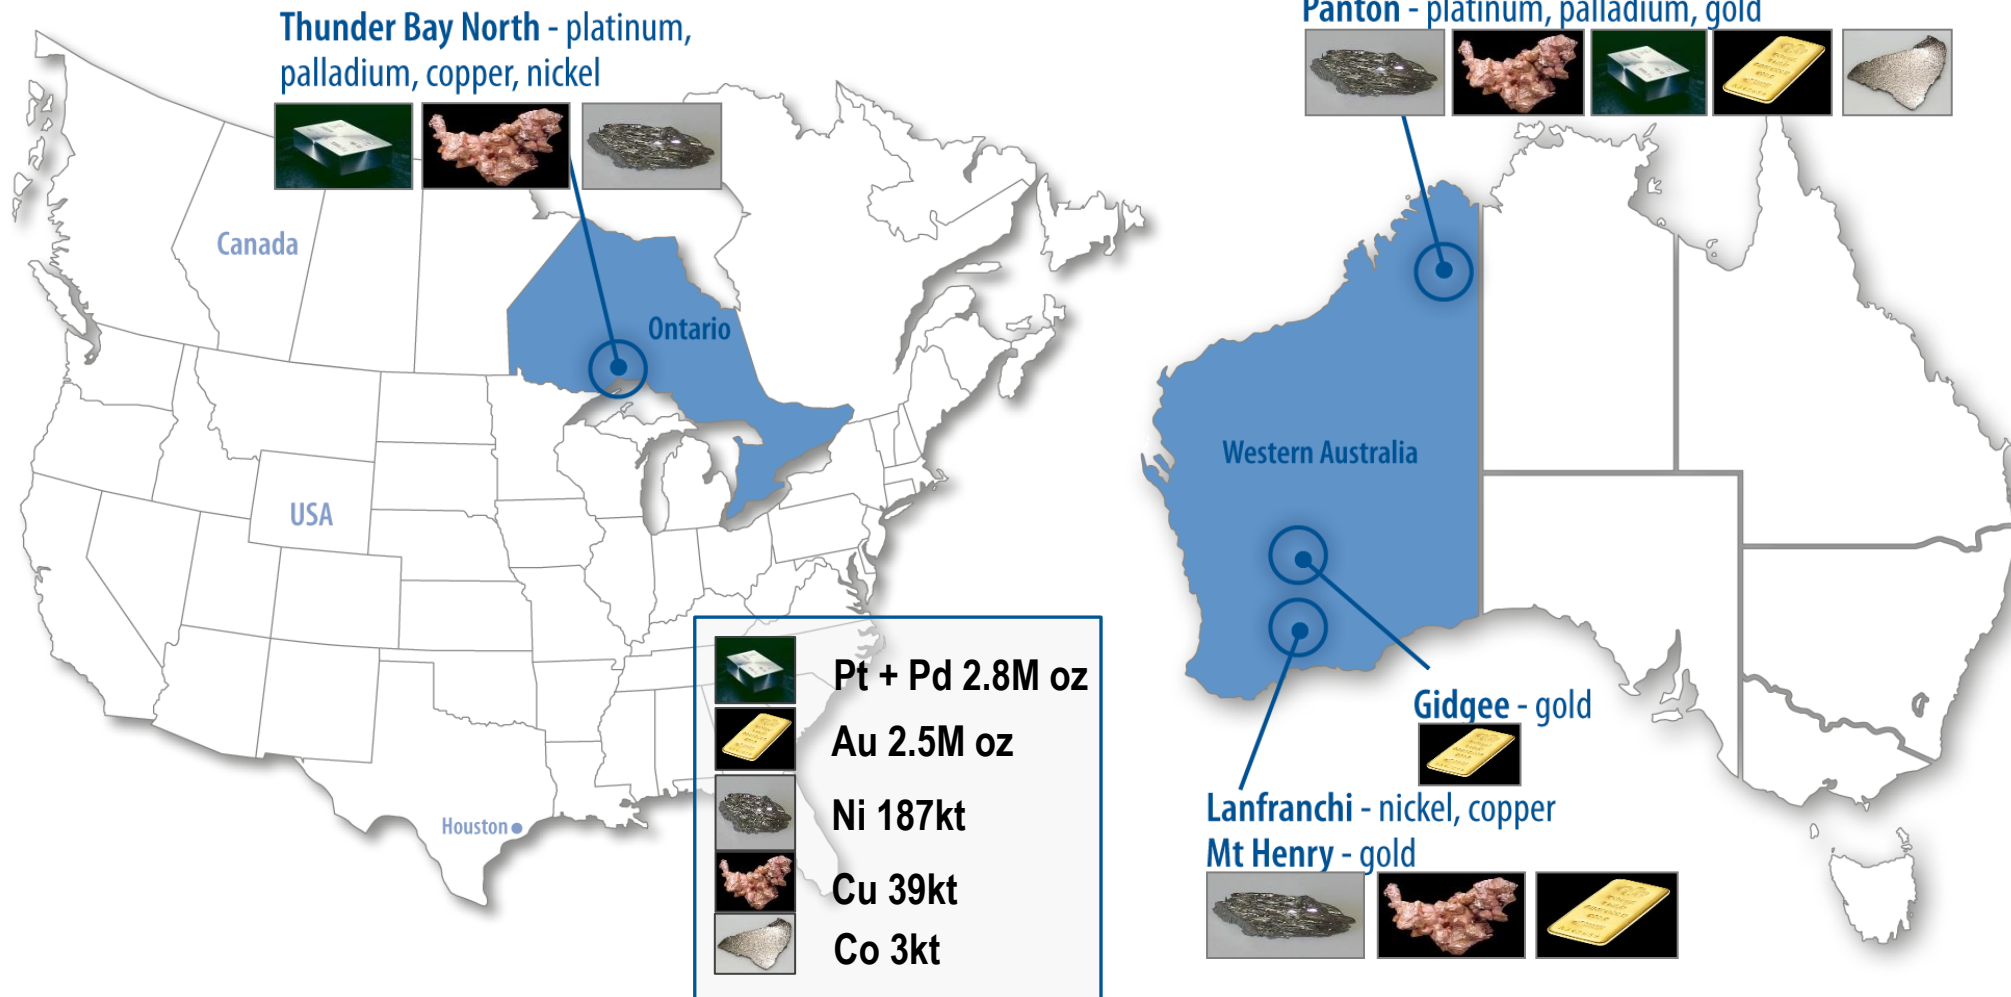 Thunder Bay North - platinum,
palladium, copper, nickel
Canada
Ontario
USA
Houston
Pt + Pd 2.8M oz
Au 2.5M oz
Ni 187kt
Cu 39kt
Co 3kt
Panton - platinum, palladium, gold
Western Australia
Gidgee - gold
Lanfranchi - nickel, copper
Mt Henry - gold